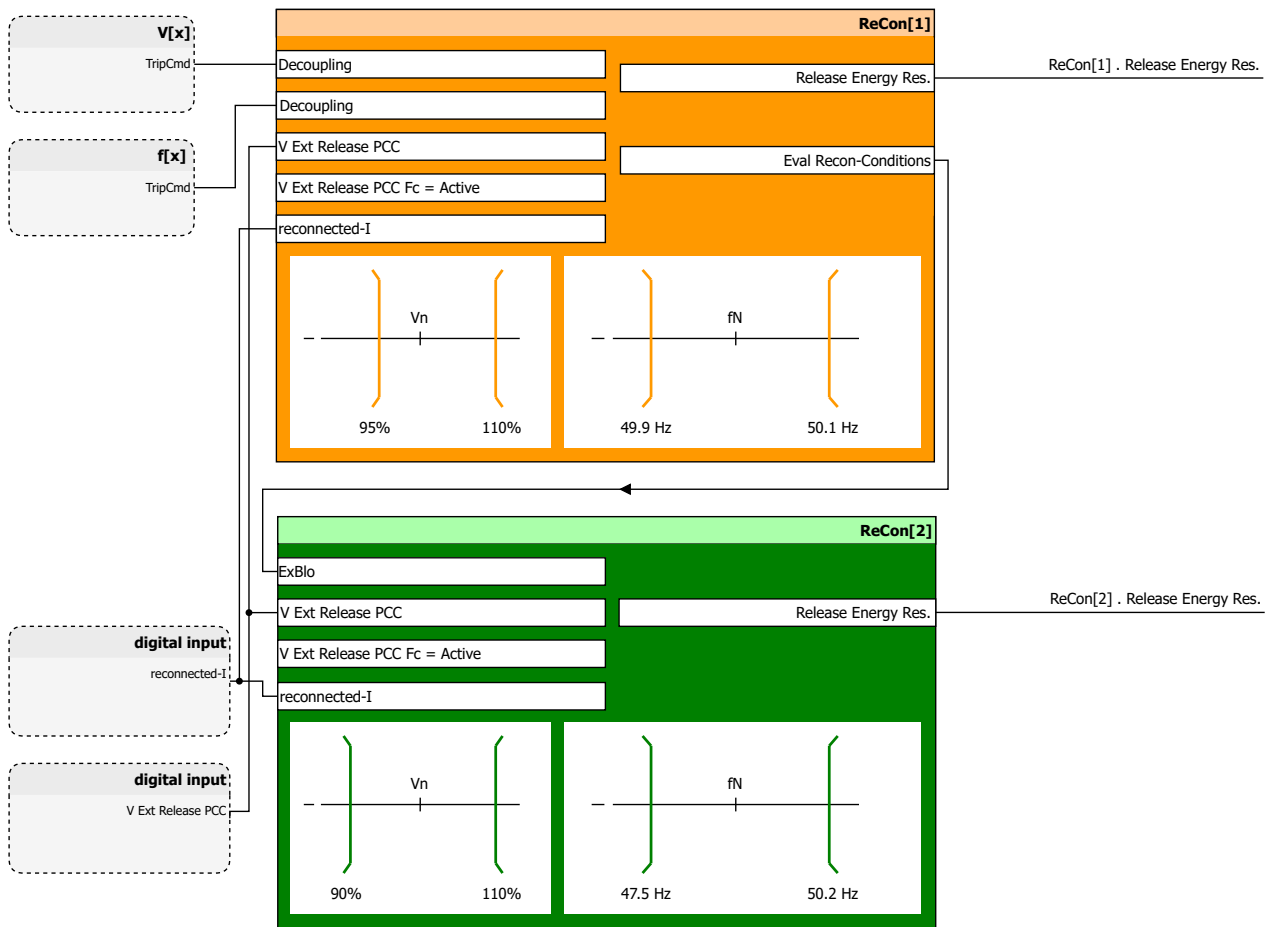 V[x]
TripCmd
f[x]
TripCmd
ReCon[1]
Decoupling
Decoupling
V Ext Release PCC
V Ext Release PCC Fc = Active
reconnected-I
Release Energy Res.
Eval Recon-Conditions
ReCon[1] . Release Energy Res.
Vn
95%
110%
fN
49.9 Hz
50.1 Hz
ReCon[2]
ExBlo
V Ext Release PCC
V Ext Release PCC Fc = Active
reconnected-I
Release Energy Res.
ReCon[2] . Release Energy Res.
digital input
reconnected-I
digital input
V Ext Release PCC
Vn
90%
110%
fN
47.5 Hz
50.2 Hz